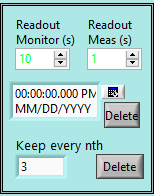 Readout Readout
Monitor (s) Meas (s)
10 1
00:00:00.000 PM
MM/DD/YYYY
Delete
Keep every nth
3 Delete